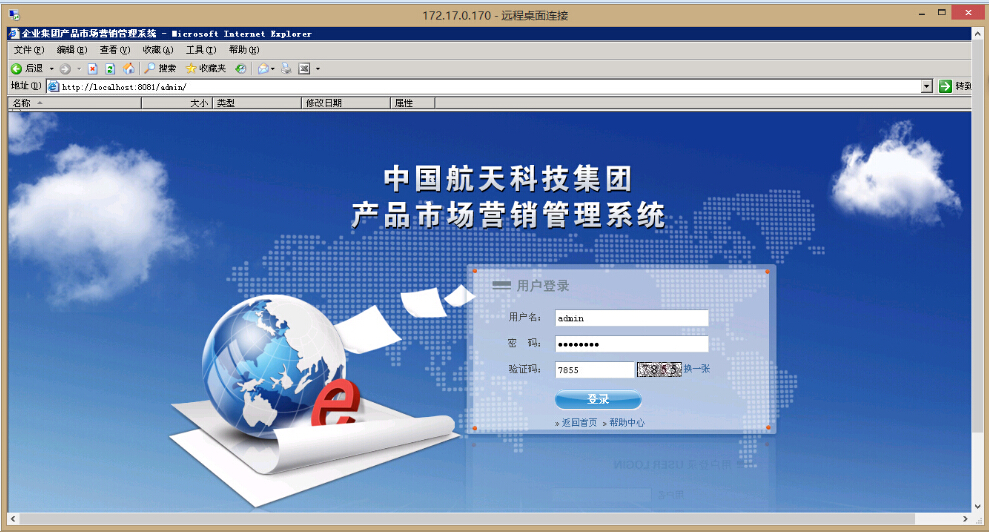 172.17.0.170 - 远程桌面连接
企业集团产品市场营销管理系统 - Microsoft Internet Explorer
文件(F) 编辑(E) 查看(V) 收藏(A) 工具(T) 帮助(H)
后退 搜索 收藏夹
地址(D) http://localhost:8081/admin/ 转到
名称 大小 类型 修改日期 属性
中国航天科技集团
产品市场营销管理系统
用户登录
用户名: admin
密 码: ●●●●●●●●
验证码: 7855 7855 换一张
登录
» 返回首页 » 帮助中心
USER LOGIN
e